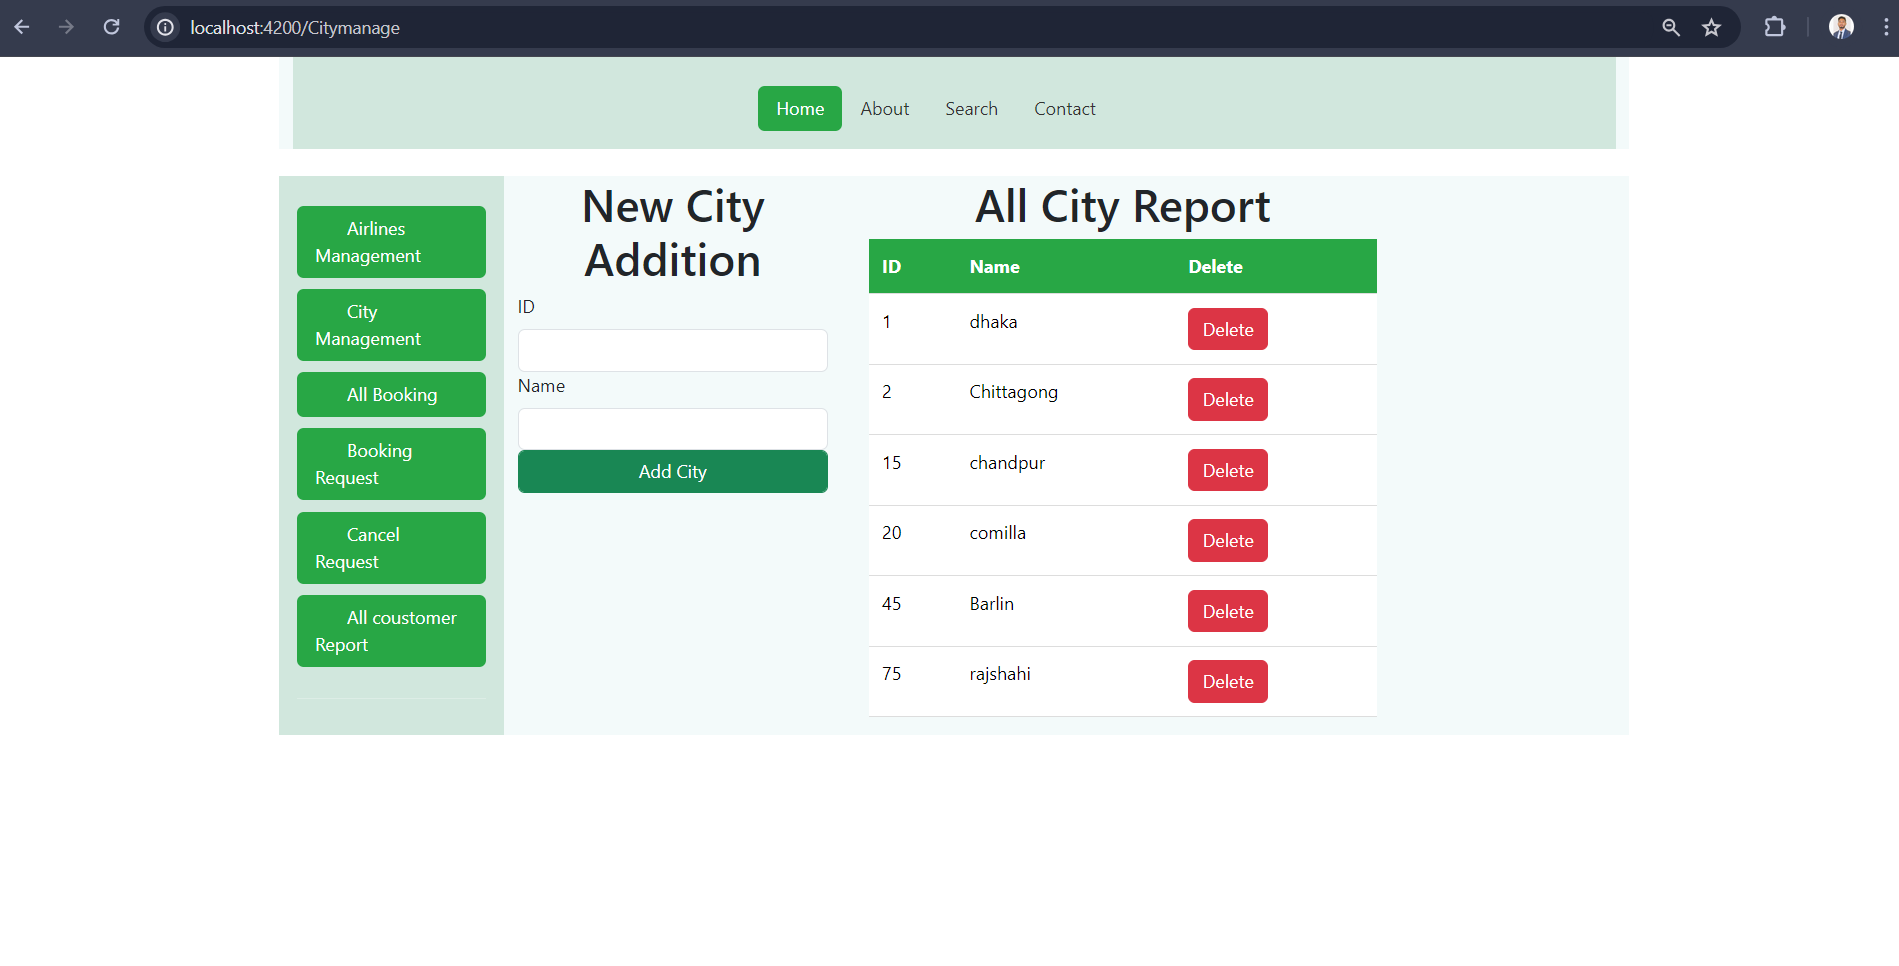 localhost:4200/Citymanage
Home About Search Contact
Airlines
Management
City
Management
All Booking
Booking
Request
Cancel
Request
All coustomer
Report
New City
Addition
ID
Name
Add City
All City Report
ID Name Delete
1 dhaka Delete
2 Chittagong Delete
15 chandpur Delete
20 comilla Delete
45 Barlin Delete
75 rajshahi Delete